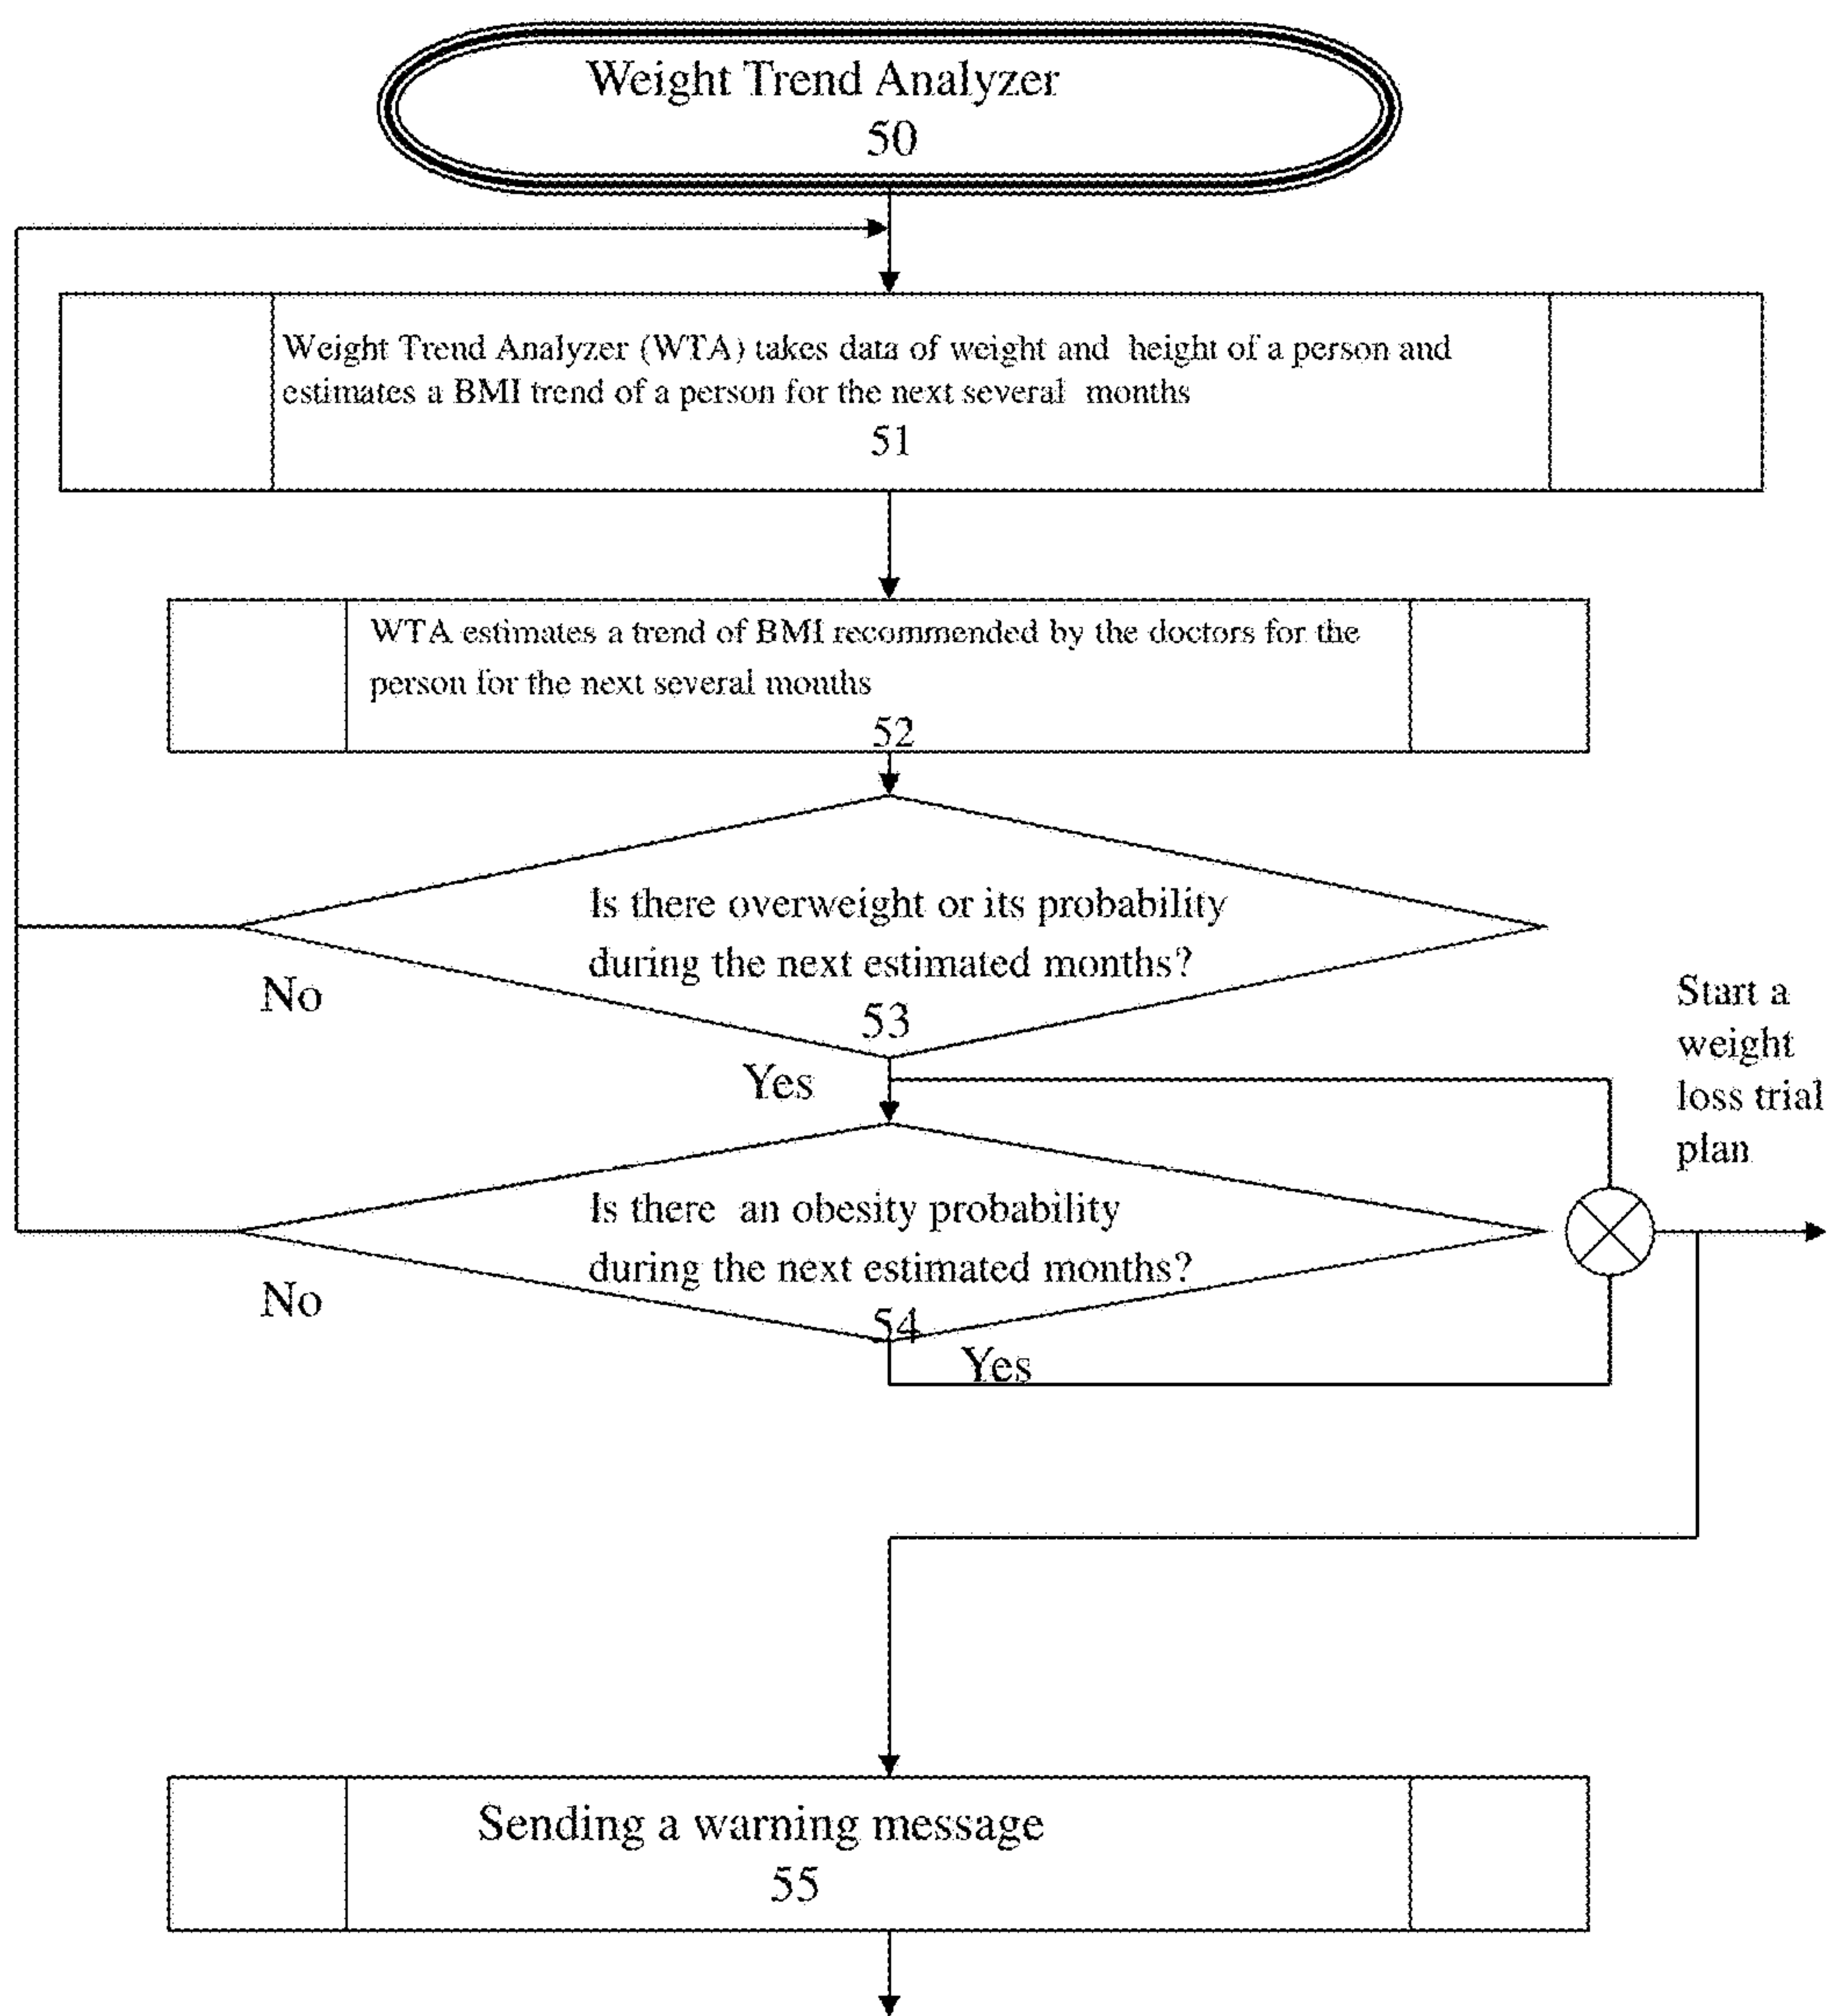 Weight Trend Analyzer
50
Weight Trend Analyzer (WTA) takes data of weight and height of a person and
estimates a BMI trend of a person for the next several months
51
WTA estimates a trend of BMI recommended by the doctors for the
person for the next several months
52
Is there overweight or its probability
during the next estimated months?
53
No
Yes
Start a
weight
loss trial
plan
Is there an obesity probability
during the next estimated months?
54
No
Yes
Sending a warning message
55